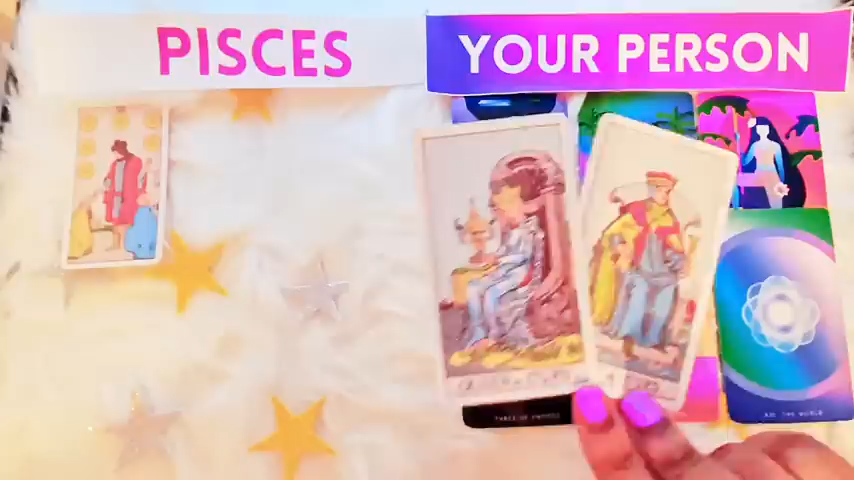 PISCES
YOUR PERSON
THREE OF SWORDS
XXI. THE WORLD